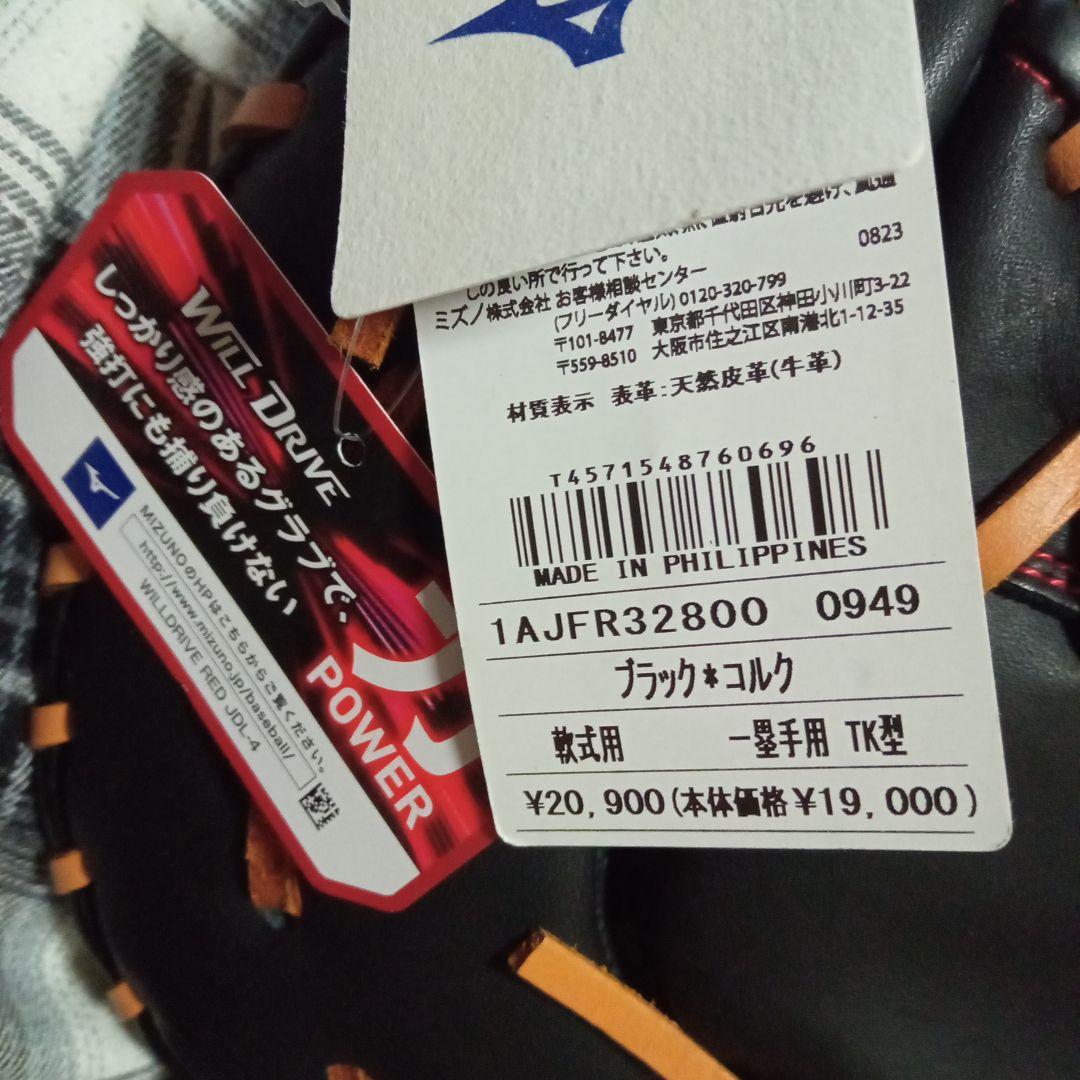 しの良い所で行って下さい。
0823
ミズノ株式会社 お客様相談センター
(フリーダイヤル) 0120-320-799
〒101-8477 東京都千代田区神田小川町3-22
〒559-8510 大阪市住之江区南港北1-12-35
材質表示 表革:天然皮革(牛革)
T4571548760696
MADE IN PHILIPPINES
1AJFR32800 0949
ブラック*コルク
軟式用 一塁手用 TK型
¥20,900(本体価格¥19,000)
WILL DRIVE
しっかり感のあるグラブで、
強打にも捕り負けない
POWER
MIZUNOのHPはこちらからご覧ください。
http://www.mizuno.jp/baseball/
WILLDRIVE RED JDL-4